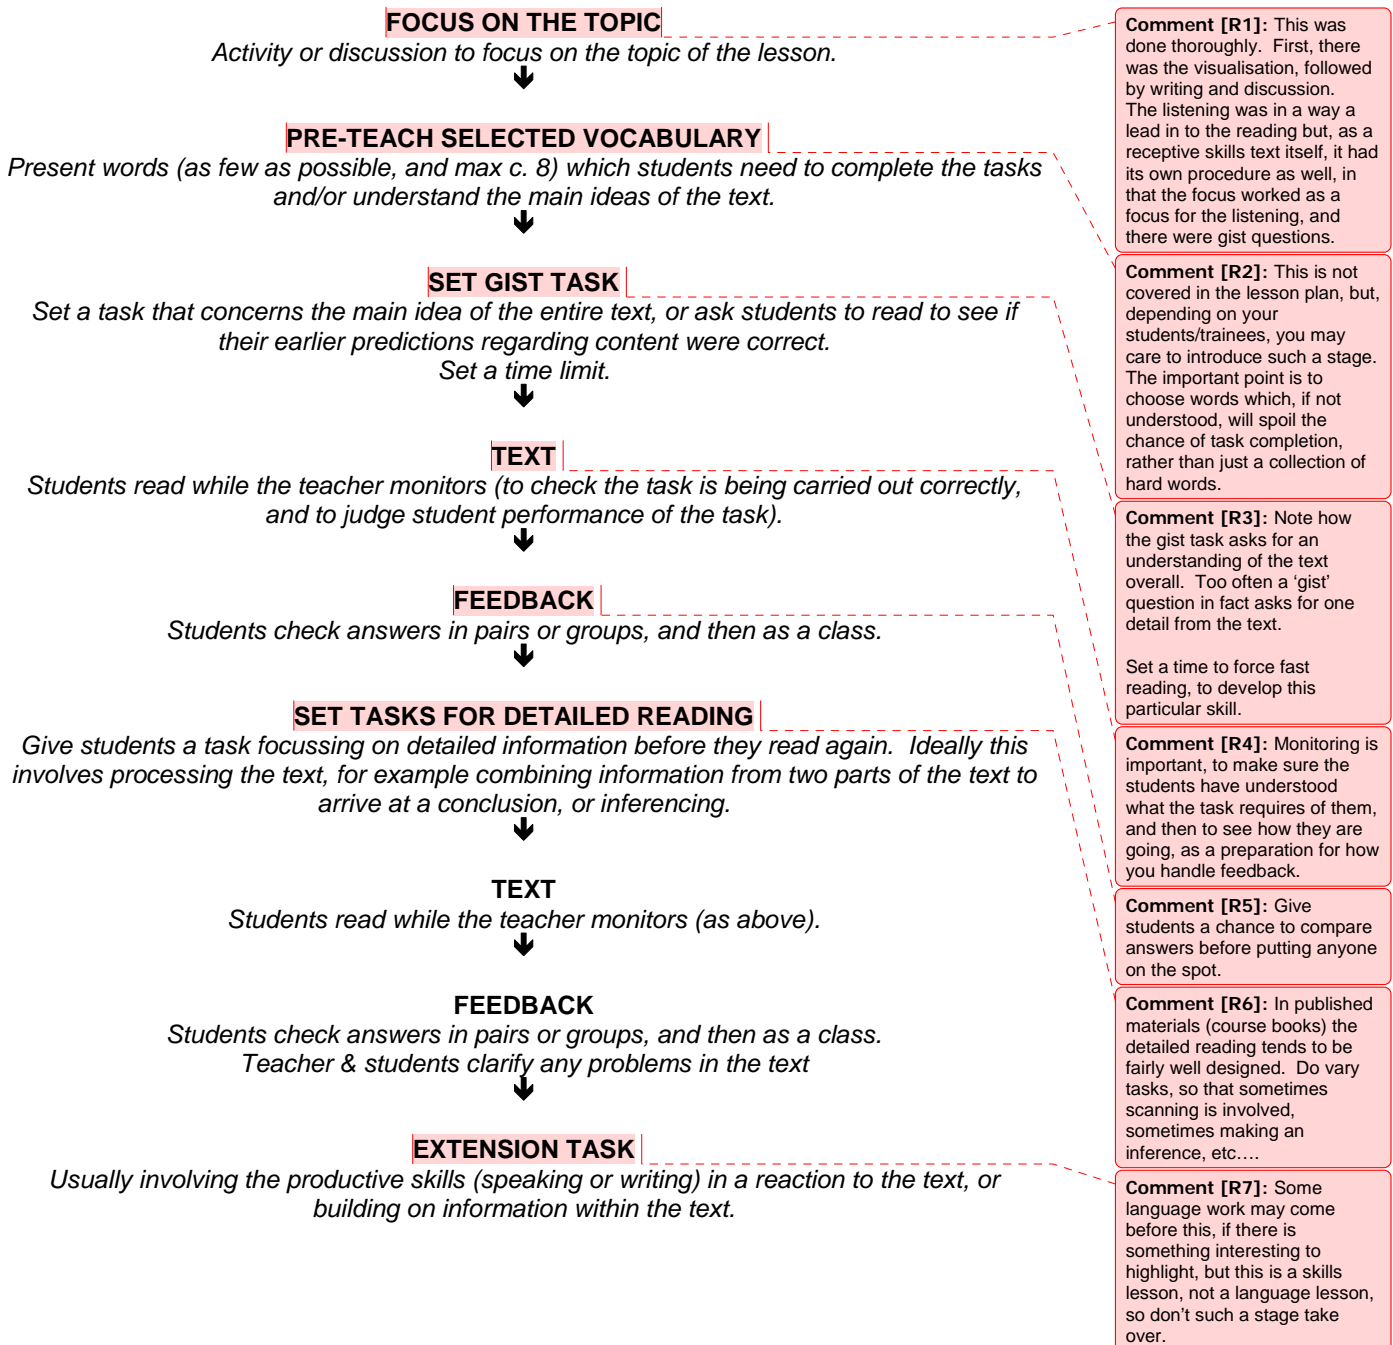 FOCUS ON THE TOPIC
Activity or discussion to focus on the topic of the lesson.
PRE-TEACH SELECTED VOCABULARY
Present words (as few as possible, and max c. 8) which students need to complete the tasks
and/or understand the main ideas of the text.
SET GIST TASK
Set a task that concerns the main idea of the entire text, or ask students to read to see if
their earlier predictions regarding content were correct.
Set a time limit.
TEXT
Students read while the teacher monitors (to check the task is being carried out correctly,
and to judge student performance of the task).
FEEDBACK
Students check answers in pairs or groups, and then as a class.
SET TASKS FOR DETAILED READING
Give students a task focussing on detailed information before they read again.  Ideally this
involves processing the text, for example combining information from two parts of the text to
arrive at a conclusion, or inferencing.
TEXT
Students read while the teacher monitors (as above).
FEEDBACK
Students check answers in pairs or groups, and then as a class.
Teacher & students clarify any problems in the text
EXTENSION TASK
Usually involving the productive skills (speaking or writing) in a reaction to the text, or
building on information within the text.
Comment [R1]: This was
done thoroughly.  First, there
was the visualisation, followed
by writing and discussion.
The listening was in a way a
lead in to the reading but, as a
receptive skills text itself, it had
its own procedure as well, in
that the focus worked as a
focus for the listening, and
there were gist questions.
Comment [R2]: This is not
covered in the lesson plan, but,
depending on your
students/trainees, you may
care to introduce such a stage.
The important point is to
choose words which, if not
understood, will spoil the
chance of task completion,
rather than just a collection of
hard words.
Comment [R3]: Note how
the gist task asks for an
understanding of the text
overall.  Too often a ‘gist’
question in fact asks for one
detail from the text.
Set a time to force fast
reading, to develop this
particular skill.
Comment [R4]: Monitoring is
important, to make sure the
students have understood
what the task requires of them,
and then to see how they are
going, as a preparation for how
you handle feedback.
Comment [R5]: Give
students a chance to compare
answers before putting anyone
on the spot.
Comment [R6]: In published
materials (course books) the
detailed reading tends to be
fairly well designed.  Do vary
tasks, so that sometimes
scanning is involved,
sometimes making an
inference, etc….
Comment [R7]: Some
language work may come
before this, if there is
something interesting to
highlight, but this is a skills
lesson, not a language lesson,
so don’t such a stage take
over.